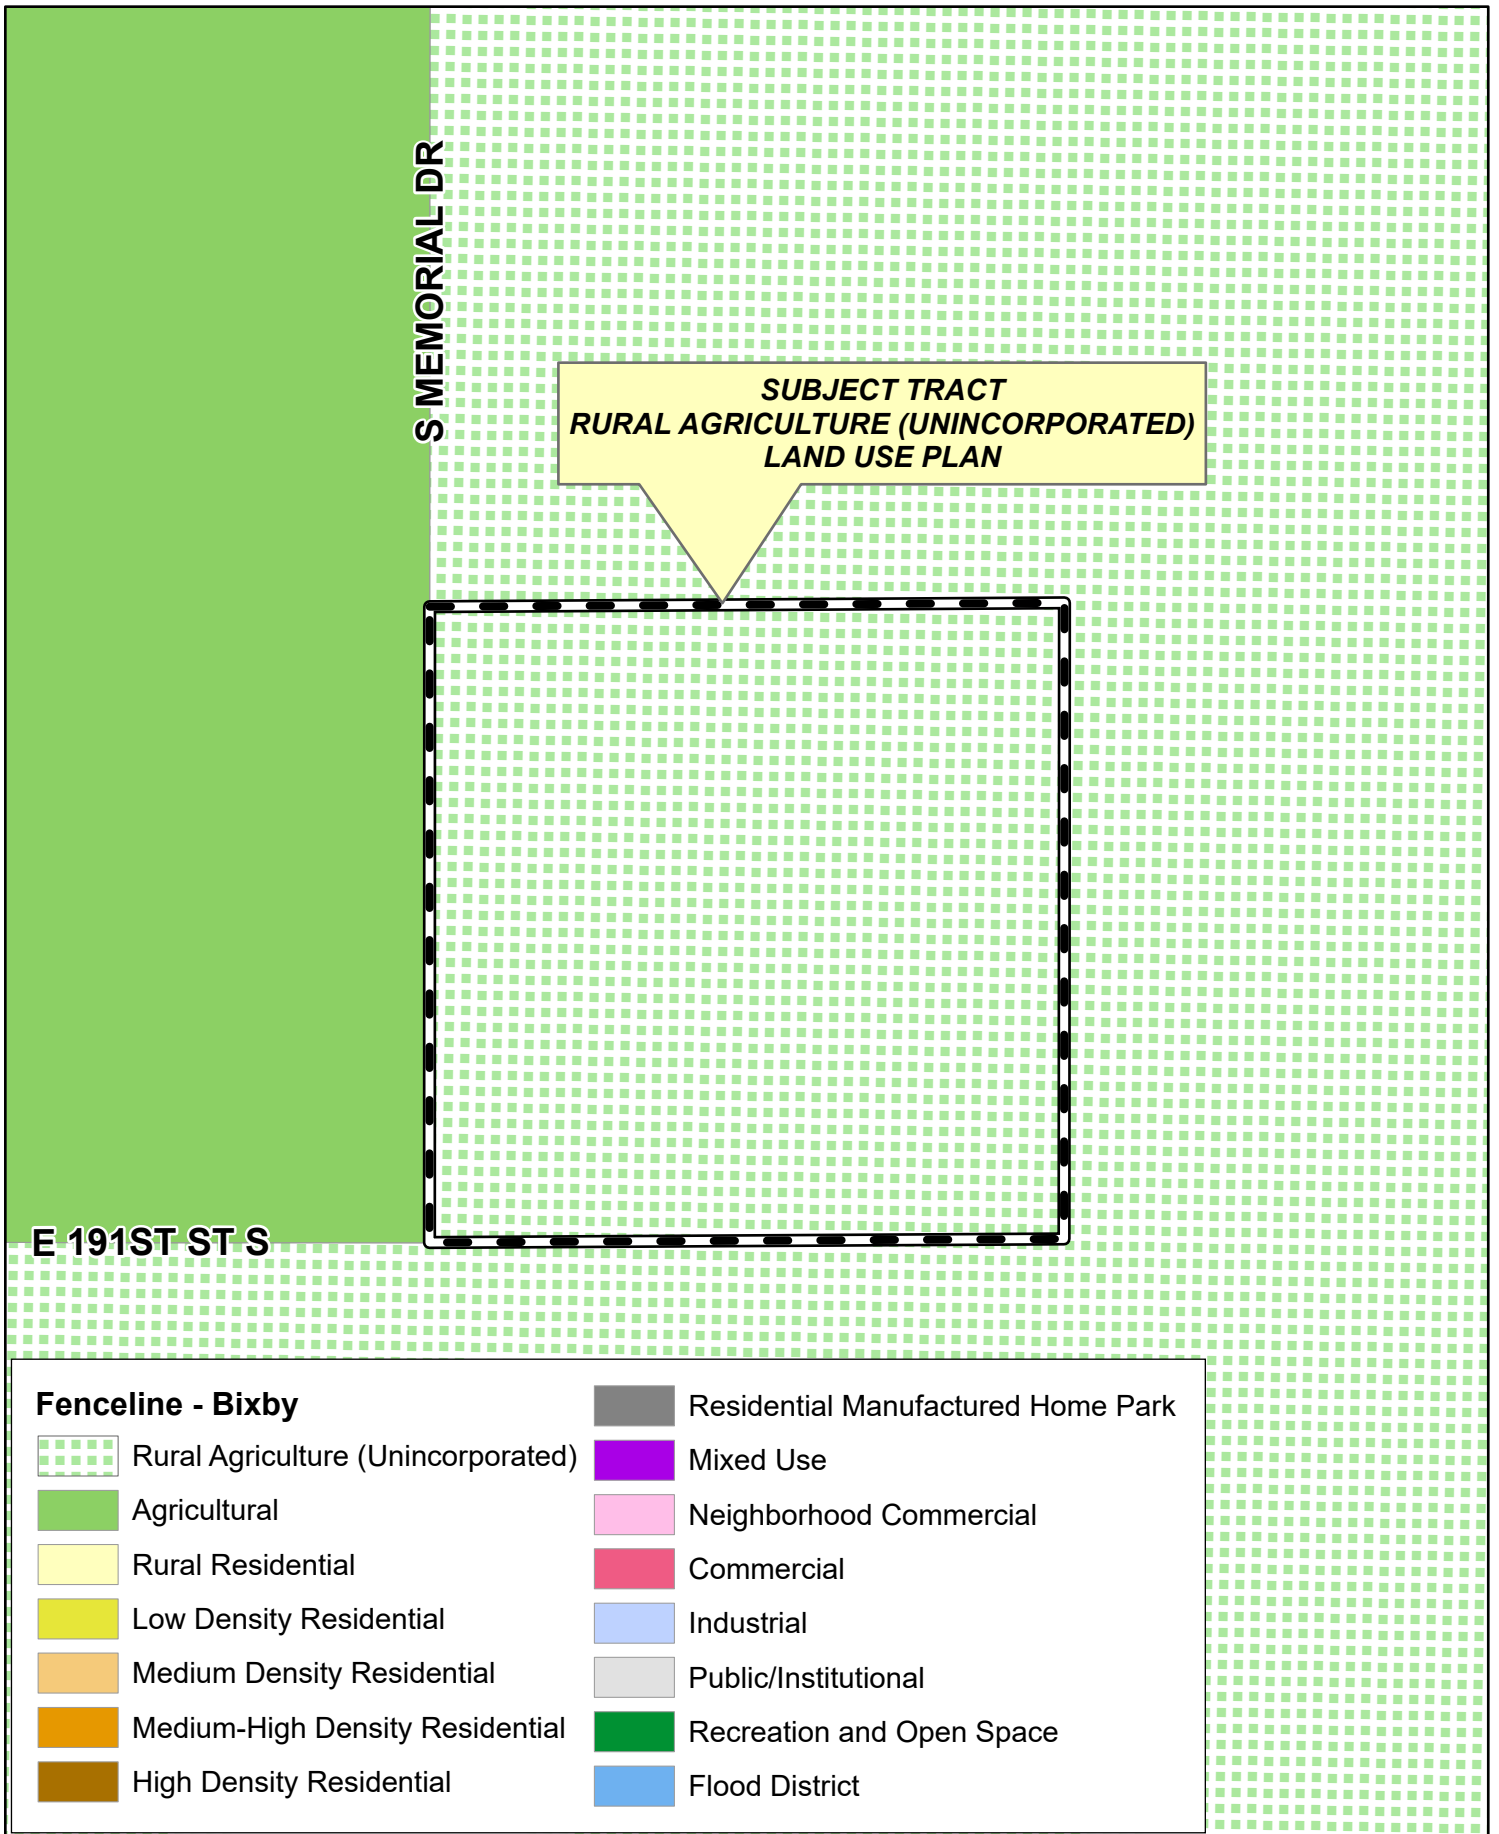 S MEMORIAL DR
SUBJECT TRACT
RURAL AGRICULTURE (UNINCORPORATED)
LAND USE PLAN
E 191ST ST S
Fenceline - Bixby
Rural Agriculture (Unincorporated)
Agricultural
Rural Residential
Low Density Residential
Medium Density Residential
Medium-High Density Residential
High Density Residential
Residential Manufactured Home Park
Mixed Use
Neighborhood Commercial
Commercial
Industrial
Public/Institutional
Recreation and Open Space
Flood District